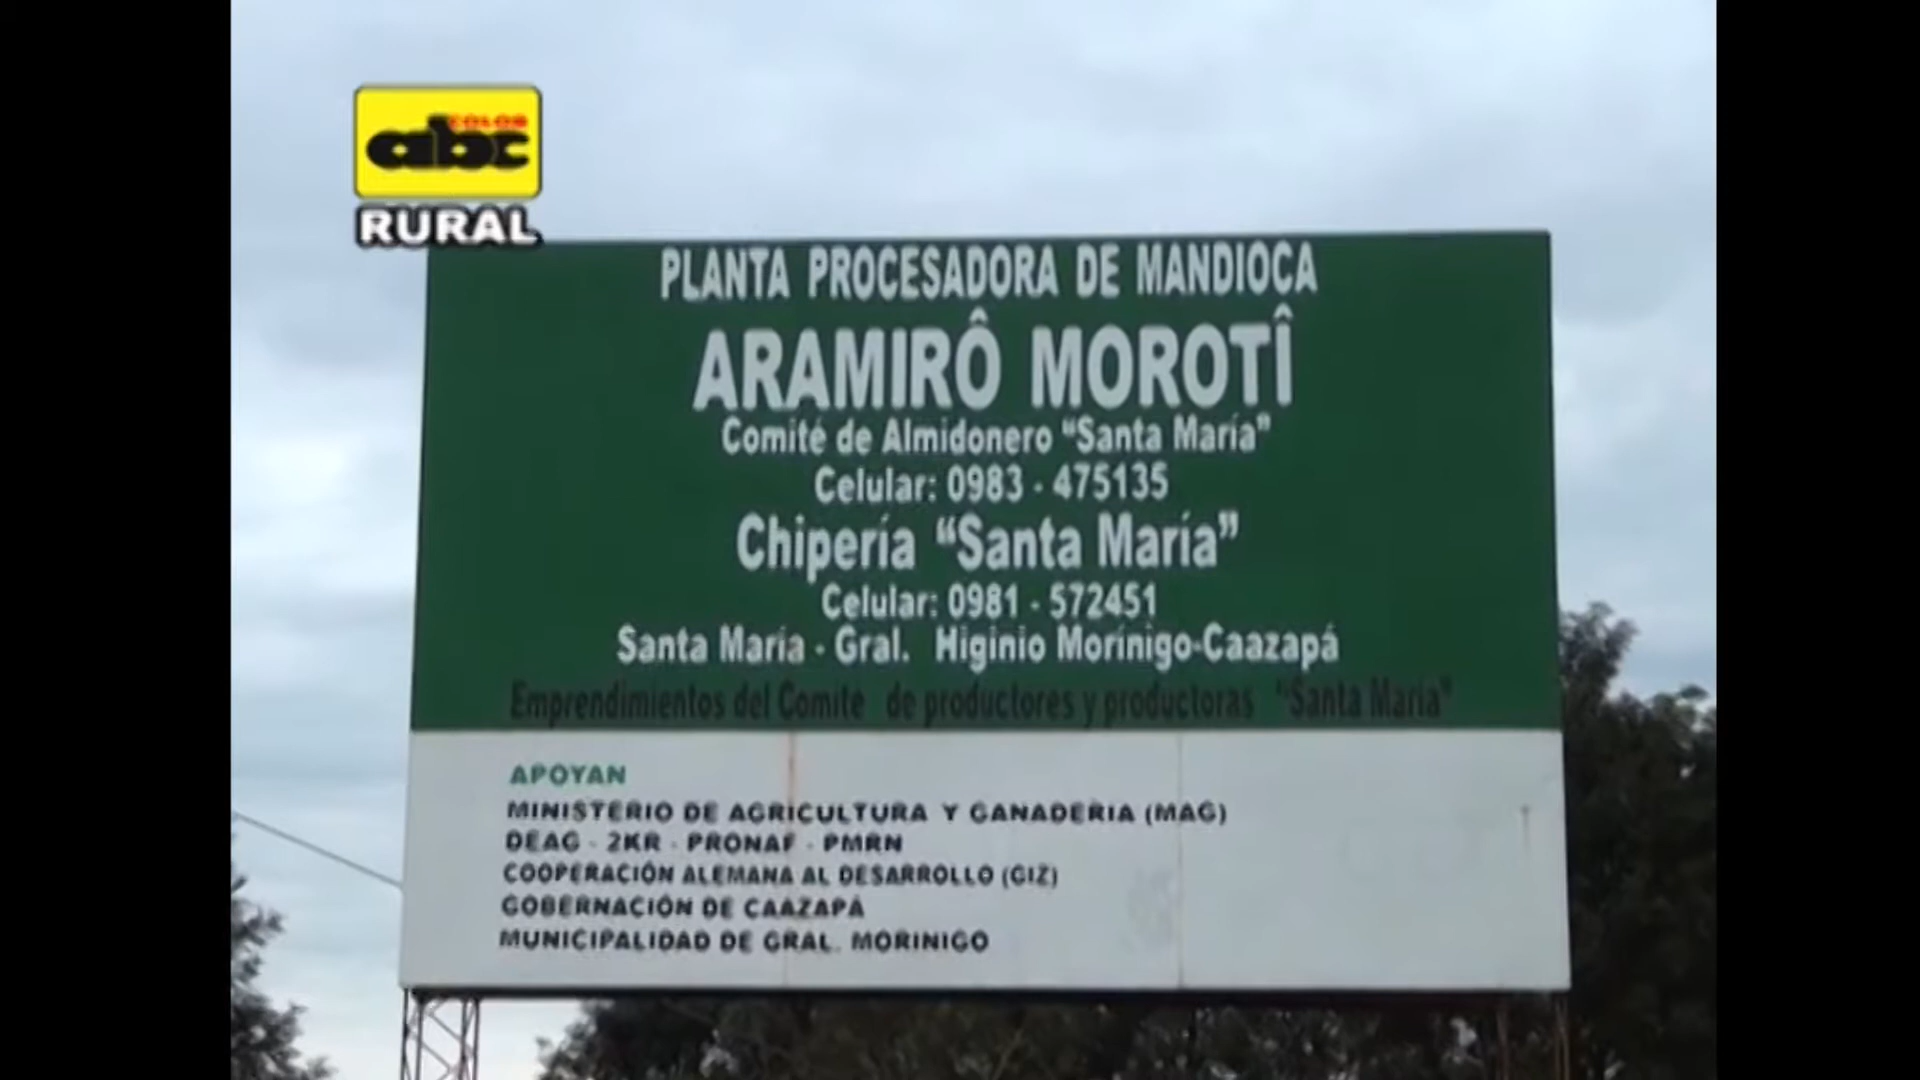 COLOR
abc
RURAL
PLANTA PROCESADORA DE MANDIOCA
ARAMIRÔ MOROTÎ
Comité de Almidonero “Santa María”
Celular: 0983 - 475135
Chipería “Santa María”
Celular: 0981 - 572451
Santa María - Gral. Higinio Morínigo-Caazapá
Emprendimientos del Comite de productores y productoras “Santa Maria”
APOYAN
MINISTERIO DE AGRICULTURA Y GANADERIA (MAG)
DEAG - 2KR - PRONAF - PMRN
COOPERACIÓN ALEMANA AL DESARROLLO (GIZ)
GOBERNACIÓN DE CAAZAPÁ
MUNICIPALIDAD DE GRAL. MORINIGO